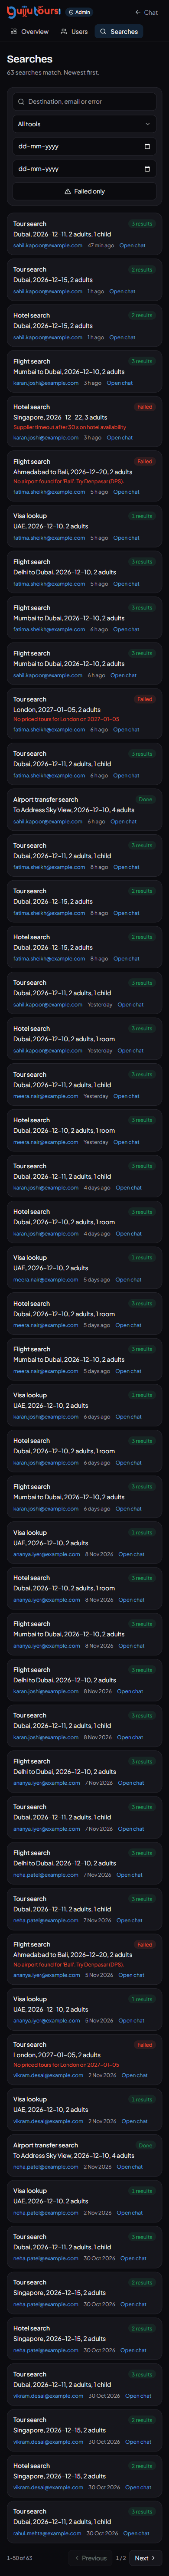 gujjutours!
Admin
Chat
Overview
Users
Searches
Searches
63 searches match. Newest first.
Destination, email or error
All tools
dd-mm-yyyy
dd-mm-yyyy
Failed only
Tour search
3 results
Dubai, 2026-12-11, 2 adults, 1 child
sahil.kapoor@example.com 47 min ago Open chat
Tour search
2 results
Dubai, 2026-12-15, 2 adults
sahil.kapoor@example.com 1 h ago Open chat
Hotel search
2 results
Dubai, 2026-12-15, 2 adults
sahil.kapoor@example.com 1 h ago Open chat
Flight search
3 results
Mumbai to Dubai, 2026-12-10, 2 adults
karan.joshi@example.com 3 h ago Open chat
Hotel search
Failed
Singapore, 2026-12-22, 3 adults
Supplier timeout after 30 s on hotel availability
karan.joshi@example.com 3 h ago Open chat
Flight search
Failed
Ahmedabad to Bali, 2026-12-20, 2 adults
No airport found for 'Bali'. Try Denpasar (DPS).
fatima.sheikh@example.com 5 h ago Open chat
Visa lookup
1 results
UAE, 2026-12-10, 2 adults
fatima.sheikh@example.com 5 h ago Open chat
Flight search
3 results
Delhi to Dubai, 2026-12-10, 2 adults
fatima.sheikh@example.com 5 h ago Open chat
Flight search
3 results
Mumbai to Dubai, 2026-12-10, 2 adults
fatima.sheikh@example.com 6 h ago Open chat
Flight search
3 results
Mumbai to Dubai, 2026-12-10, 2 adults
sahil.kapoor@example.com 6 h ago Open chat
Tour search
Failed
London, 2027-01-05, 2 adults
No priced tours for London on 2027-01-05
fatima.sheikh@example.com 6 h ago Open chat
Tour search
3 results
Dubai, 2026-12-11, 2 adults, 1 child
fatima.sheikh@example.com 6 h ago Open chat
Airport transfer search
Done
To Address Sky View, 2026-12-10, 4 adults
sahil.kapoor@example.com 6 h ago Open chat
Tour search
3 results
Dubai, 2026-12-11, 2 adults, 1 child
fatima.sheikh@example.com 8 h ago Open chat
Tour search
2 results
Dubai, 2026-12-15, 2 adults
fatima.sheikh@example.com 8 h ago Open chat
Hotel search
2 results
Dubai, 2026-12-15, 2 adults
fatima.sheikh@example.com 8 h ago Open chat
Tour search
3 results
Dubai, 2026-12-11, 2 adults, 1 child
sahil.kapoor@example.com Yesterday Open chat
Hotel search
3 results
Dubai, 2026-12-10, 2 adults, 1 room
sahil.kapoor@example.com Yesterday Open chat
Tour search
3 results
Dubai, 2026-12-11, 2 adults, 1 child
meera.nair@example.com Yesterday Open chat
Hotel search
3 results
Dubai, 2026-12-10, 2 adults, 1 room
meera.nair@example.com Yesterday Open chat
Tour search
3 results
Dubai, 2026-12-11, 2 adults, 1 child
karan.joshi@example.com 4 days ago Open chat
Hotel search
3 results
Dubai, 2026-12-10, 2 adults, 1 room
karan.joshi@example.com 4 days ago Open chat
Visa lookup
1 results
UAE, 2026-12-10, 2 adults
meera.nair@example.com 5 days ago Open chat
Hotel search
3 results
Dubai, 2026-12-10, 2 adults, 1 room
meera.nair@example.com 5 days ago Open chat
Flight search
3 results
Mumbai to Dubai, 2026-12-10, 2 adults
meera.nair@example.com 5 days ago Open chat
Visa lookup
1 results
UAE, 2026-12-10, 2 adults
karan.joshi@example.com 6 days ago Open chat
Hotel search
3 results
Dubai, 2026-12-10, 2 adults, 1 room
karan.joshi@example.com 6 days ago Open chat
Flight search
3 results
Mumbai to Dubai, 2026-12-10, 2 adults
karan.joshi@example.com 6 days ago Open chat
Visa lookup
1 results
UAE, 2026-12-10, 2 adults
ananya.iyer@example.com 8 Nov 2026 Open chat
Hotel search
3 results
Dubai, 2026-12-10, 2 adults, 1 room
ananya.iyer@example.com 8 Nov 2026 Open chat
Flight search
3 results
Mumbai to Dubai, 2026-12-10, 2 adults
ananya.iyer@example.com 8 Nov 2026 Open chat
Flight search
3 results
Delhi to Dubai, 2026-12-10, 2 adults
karan.joshi@example.com 8 Nov 2026 Open chat
Tour search
3 results
Dubai, 2026-12-11, 2 adults, 1 child
karan.joshi@example.com 8 Nov 2026 Open chat
Flight search
3 results
Delhi to Dubai, 2026-12-10, 2 adults
ananya.iyer@example.com 7 Nov 2026 Open chat
Tour search
3 results
Dubai, 2026-12-11, 2 adults, 1 child
ananya.iyer@example.com 7 Nov 2026 Open chat
Flight search
3 results
Delhi to Dubai, 2026-12-10, 2 adults
neha.patel@example.com 7 Nov 2026 Open chat
Tour search
3 results
Dubai, 2026-12-11, 2 adults, 1 child
neha.patel@example.com 7 Nov 2026 Open chat
Flight search
Failed
Ahmedabad to Bali, 2026-12-20, 2 adults
No airport found for 'Bali'. Try Denpasar (DPS).
ananya.iyer@example.com 5 Nov 2026 Open chat
Visa lookup
1 results
UAE, 2026-12-10, 2 adults
ananya.iyer@example.com 5 Nov 2026 Open chat
Tour search
Failed
London, 2027-01-05, 2 adults
No priced tours for London on 2027-01-05
vikram.desai@example.com 2 Nov 2026 Open chat
Visa lookup
1 results
UAE, 2026-12-10, 2 adults
vikram.desai@example.com 2 Nov 2026 Open chat
Airport transfer search
Done
To Address Sky View, 2026-12-10, 4 adults
neha.patel@example.com 2 Nov 2026 Open chat
Visa lookup
1 results
UAE, 2026-12-10, 2 adults
neha.patel@example.com 2 Nov 2026 Open chat
Tour search
3 results
Dubai, 2026-12-11, 2 adults, 1 child
neha.patel@example.com 30 Oct 2026 Open chat
Tour search
2 results
Singapore, 2026-12-15, 2 adults
neha.patel@example.com 30 Oct 2026 Open chat
Hotel search
2 results
Singapore, 2026-12-15, 2 adults
neha.patel@example.com 30 Oct 2026 Open chat
Tour search
3 results
Dubai, 2026-12-11, 2 adults, 1 child
vikram.desai@example.com 30 Oct 2026 Open chat
Tour search
2 results
Singapore, 2026-12-15, 2 adults
vikram.desai@example.com 30 Oct 2026 Open chat
Hotel search
2 results
Singapore, 2026-12-15, 2 adults
vikram.desai@example.com 30 Oct 2026 Open chat
Tour search
3 results
Dubai, 2026-12-11, 2 adults, 1 child
rahul.mehta@example.com 30 Oct 2026 Open chat
1–50 of 63
Previous
1 / 2
Next